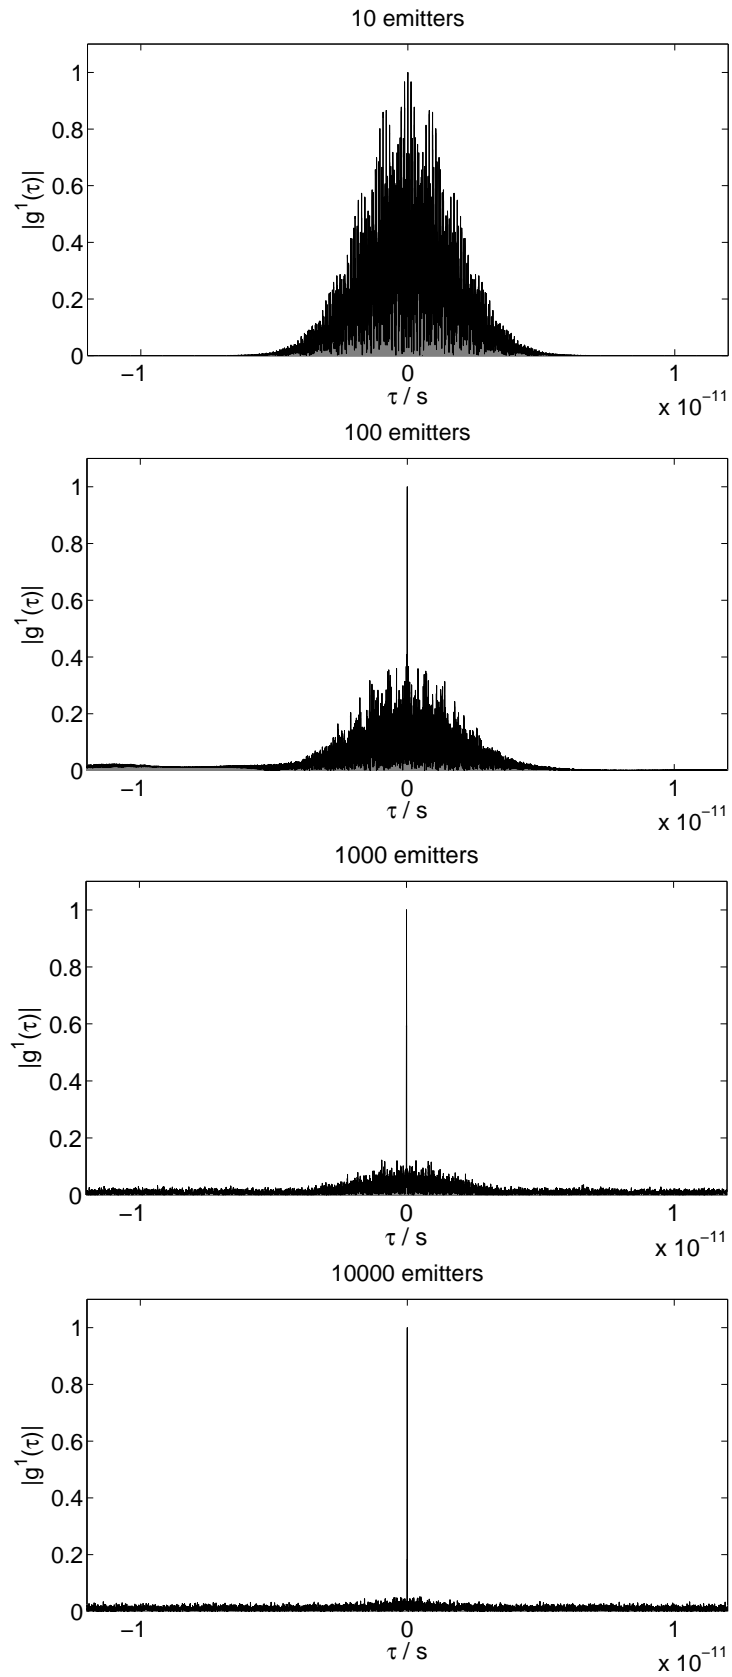 10 emitters
|g¹(τ)|
1
0.8
0.6
0.4
0.2
0
−1
0
1
τ / s
x 10⁻¹¹
100 emitters
|g¹(τ)|
1
0.8
0.6
0.4
0.2
0
−1
0
1
τ / s
x 10⁻¹¹
1000 emitters
|g¹(τ)|
1
0.8
0.6
0.4
0.2
0
−1
0
1
τ / s
x 10⁻¹¹
10000 emitters
|g¹(τ)|
1
0.8
0.6
0.4
0.2
0
−1
0
1
τ / s
x 10⁻¹¹